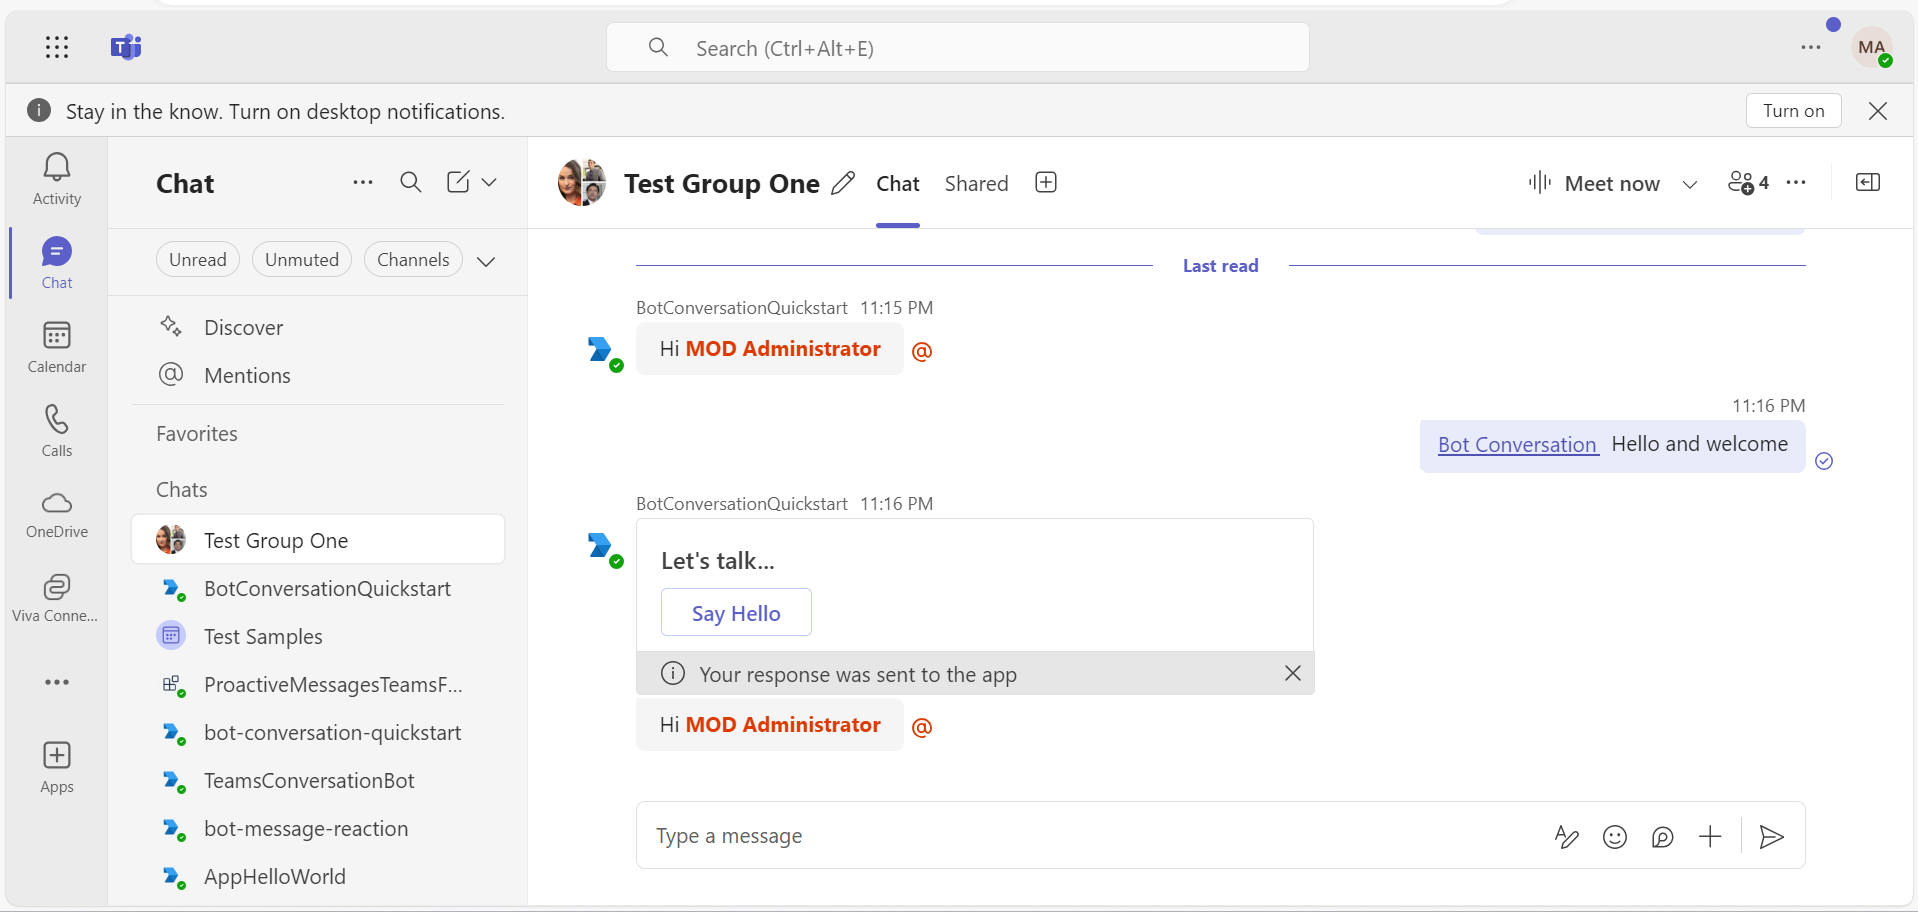 Search (Ctrl+Alt+E)
MA
Stay in the know. Turn on desktop notifications.
Turn on
Activity
Chat
Calendar
Calls
OneDrive
Viva Conne...
Apps
Chat
Unread
Unmuted
Channels
Discover
Mentions
Favorites
Chats
Test Group One
BotConversationQuickstart
Test Samples
ProactiveMessagesTeamsF...
bot-conversation-quickstart
TeamsConversationBot
bot-message-reaction
AppHelloWorld
Test Group One Chat Shared
Meet now 4
Last read
BotConversationQuickstart 11:15 PM
Hi MOD Administrator @
11:16 PM
Bot Conversation Hello and welcome
BotConversationQuickstart 11:16 PM
Let's talk...
Say Hello
Your response was sent to the app
Hi MOD Administrator @
Type a message